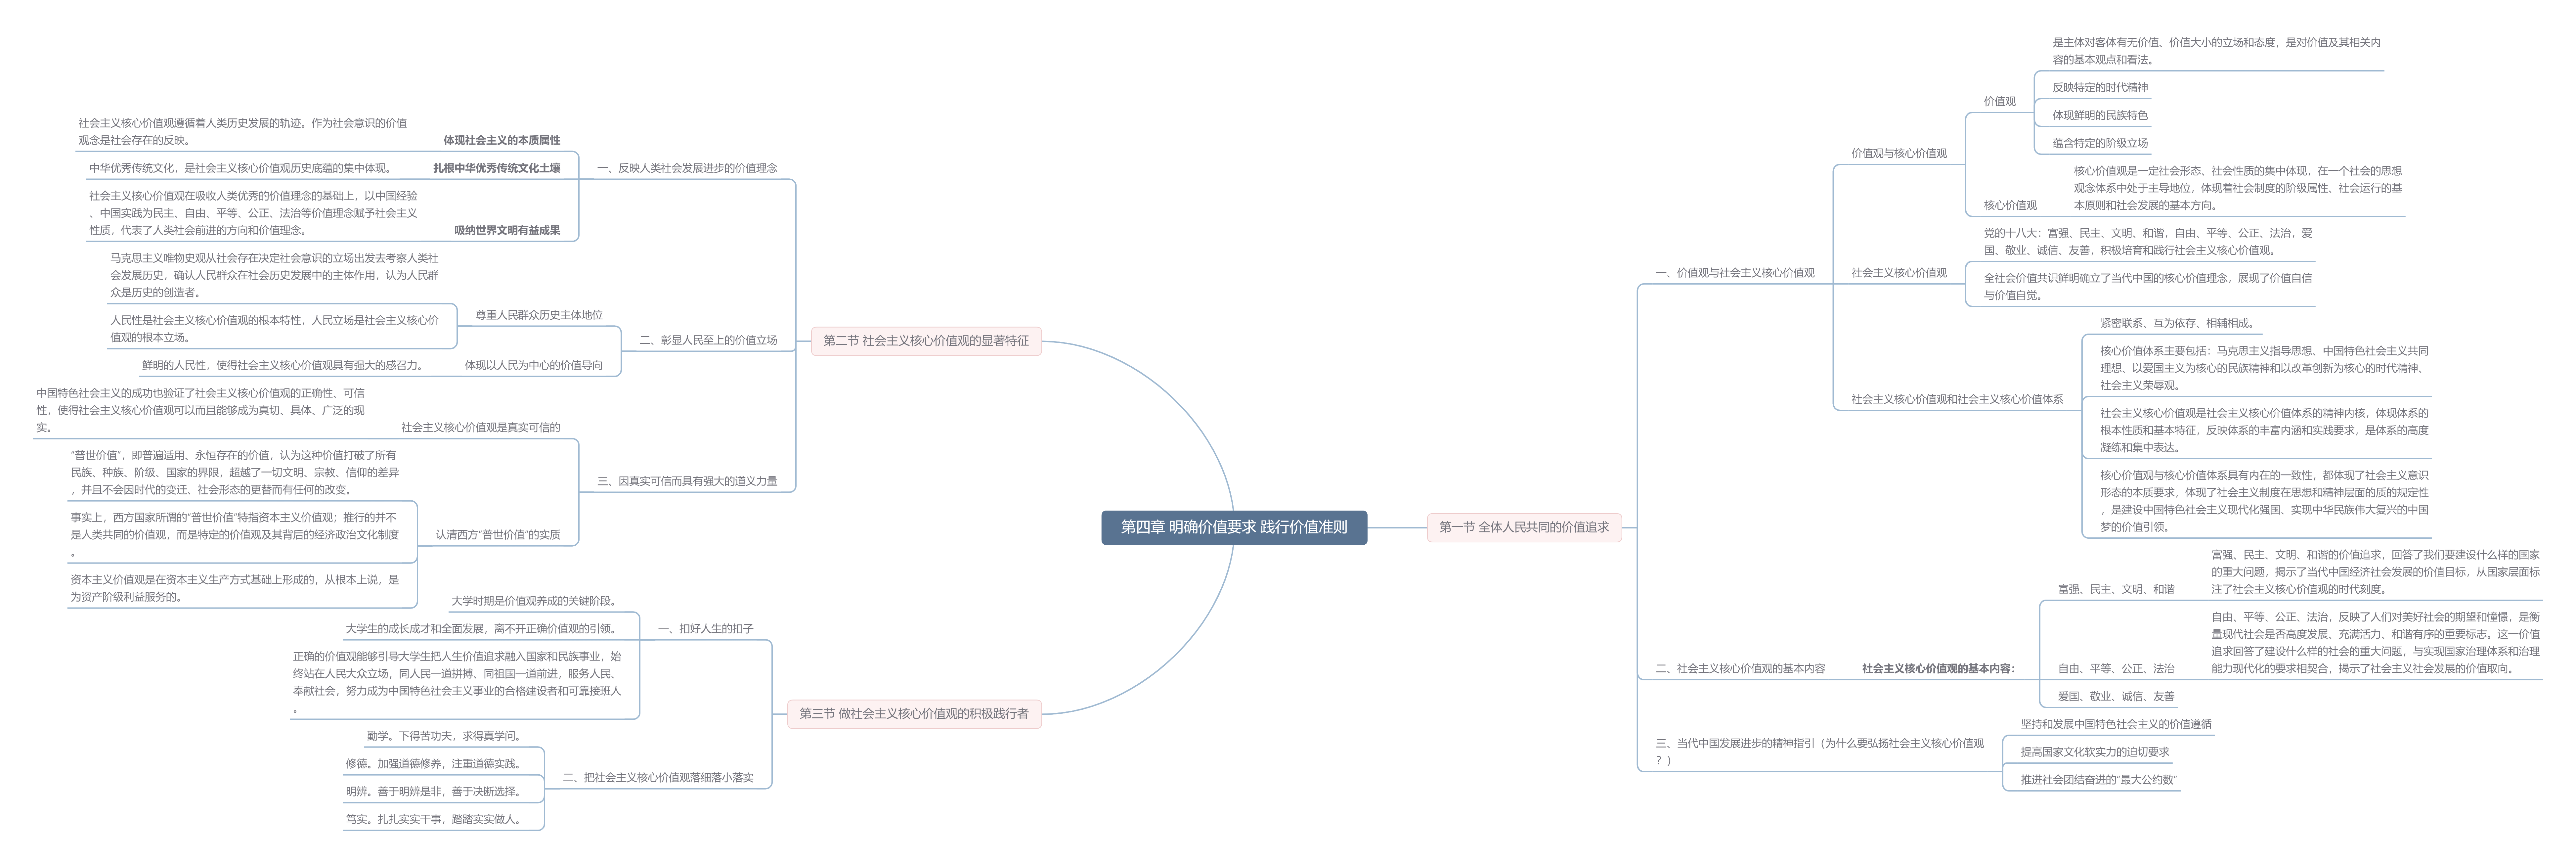 第四章 明确价值要求 践行价值准则
第一节 全体人民共同的价值追求
一、价值观与社会主义核心价值观
价值观与核心价值观
价值观
是主体对客体有无价值、价值大小的立场和态度，是对价值及其相关内
容的基本观点和看法。
反映特定的时代精神
体现鲜明的民族特色
蕴含特定的阶级立场
核心价值观
核心价值观是一定社会形态、社会性质的集中体现，在一个社会的思想
观念体系中处于主导地位，体现着社会制度的阶级属性、社会运行的基
本原则和社会发展的基本方向。
社会主义核心价值观
党的十八大：富强、民主、文明、和谐，自由、平等、公正、法治，爱
国、敬业、诚信、友善，积极培育和践行社会主义核心价值观。
全社会价值共识鲜明确立了当代中国的核心价值理念，展现了价值自信
与价值自觉。
社会主义核心价值观和社会主义核心价值体系
紧密联系、互为依存、相辅相成。
核心价值体系主要包括：马克思主义指导思想、中国特色社会主义共同
理想、以爱国主义为核心的民族精神和以改革创新为核心的时代精神、
社会主义荣辱观。
社会主义核心价值观是社会主义核心价值体系的精神内核，体现体系的
根本性质和基本特征，反映体系的丰富内涵和实践要求，是体系的高度
凝练和集中表达。
核心价值观与核心价值体系具有内在的一致性，都体现了社会主义意识
形态的本质要求，体现了社会主义制度在思想和精神层面的质的规定性
，是建设中国特色社会主义现代化强国、实现中华民族伟大复兴的中国
梦的价值引领。
二、社会主义核心价值观的基本内容
社会主义核心价值观的基本内容：
富强、民主、文明、和谐
富强、民主、文明、和谐的价值追求，回答了我们要建设什么样的国家
的重大问题，揭示了当代中国经济社会发展的价值目标，从国家层面标
注了社会主义核心价值观的时代刻度。
自由、平等、公正、法治
自由、平等、公正、法治，反映了人们对美好社会的期望和憧憬，是衡
量现代社会是否高度发展、充满活力、和谐有序的重要标志。这一价值
追求回答了建设什么样的社会的重大问题，与实现国家治理体系和治理
能力现代化的要求相契合，揭示了社会主义社会发展的价值取向。
爱国、敬业、诚信、友善
三、当代中国发展进步的精神指引（为什么要弘扬社会主义核心价值观
？）
坚持和发展中国特色社会主义的价值遵循
提高国家文化软实力的迫切要求
推进社会团结奋进的“最大公约数”
第二节 社会主义核心价值观的显著特征
一、反映人类社会发展进步的价值理念
体现社会主义的本质属性
社会主义核心价值观遵循着人类历史发展的轨迹。作为社会意识的价值
观念是社会存在的反映。
扎根中华优秀传统文化土壤
中华优秀传统文化，是社会主义核心价值观历史底蕴的集中体现。
吸纳世界文明有益成果
社会主义核心价值观在吸收人类优秀的价值理念的基础上，以中国经验
、中国实践为民主、自由、平等、公正、法治等价值理念赋予社会主义
性质，代表了人类社会前进的方向和价值理念。
二、彰显人民至上的价值立场
尊重人民群众历史主体地位
马克思主义唯物史观从社会存在决定社会意识的立场出发去考察人类社
会发展历史，确认人民群众在社会历史发展中的主体作用，认为人民群
众是历史的创造者。
人民性是社会主义核心价值观的根本特性，人民立场是社会主义核心价
值观的根本立场。
体现以人民为中心的价值导向
鲜明的人民性，使得社会主义核心价值观具有强大的感召力。
三、因真实可信而具有强大的道义力量
社会主义核心价值观是真实可信的
中国特色社会主义的成功也验证了社会主义核心价值观的正确性、可信
性，使得社会主义核心价值观可以而且能够成为真切、具体、广泛的现
实。
认清西方“普世价值”的实质
“普世价值”，即普遍适用、永恒存在的价值，认为这种价值打破了所有
民族、种族、阶级、国家的界限，超越了一切文明、宗教、信仰的差异
，并且不会因时代的变迁、社会形态的更替而有任何的改变。
事实上，西方国家所谓的“普世价值”特指资本主义价值观；推行的并不
是人类共同的价值观，而是特定的价值观及其背后的经济政治文化制度
。
资本主义价值观是在资本主义生产方式基础上形成的，从根本上说，是
为资产阶级利益服务的。
第三节 做社会主义核心价值观的积极践行者
一、扣好人生的扣子
大学时期是价值观养成的关键阶段。
大学生的成长成才和全面发展，离不开正确价值观的引领。
正确的价值观能够引导大学生把人生价值追求融入国家和民族事业，始
终站在人民大众立场，同人民一道拼搏、同祖国一道前进，服务人民、
奉献社会，努力成为中国特色社会主义事业的合格建设者和可靠接班人
。
二、把社会主义核心价值观落细落小落实
勤学。下得苦功夫，求得真学问。
修德。加强道德修养，注重道德实践。
明辨。善于明辨是非，善于决断选择。
笃实。扎扎实实干事，踏踏实实做人。